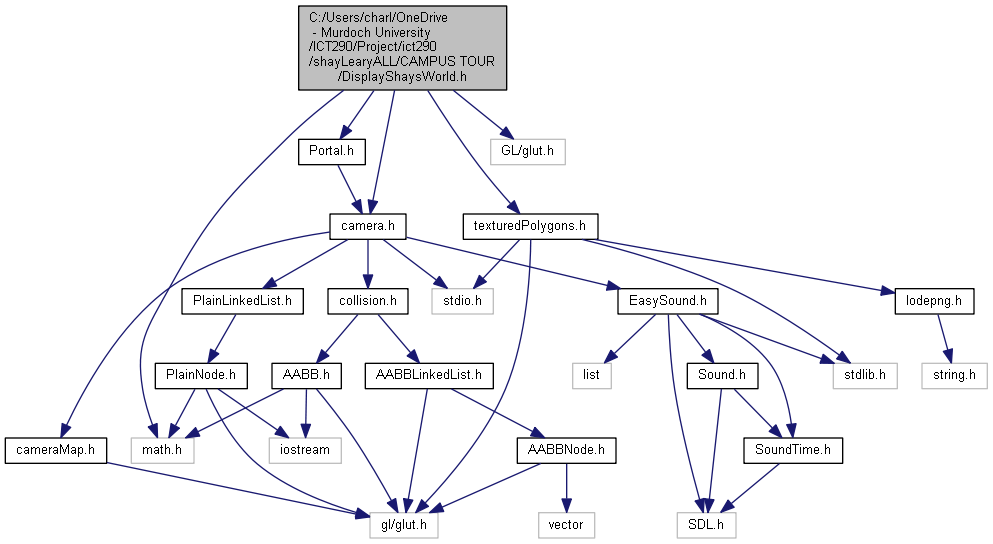 C:/Users/charl/OneDrive
- Murdoch University
/ICT290/Project/ict290
/shayLearyALL/CAMPUS TOUR
/DisplayShaysWorld.h
Portal.h
GL/glut.h
camera.h
texturedPolygons.h
PlainLinkedList.h
collision.h
stdio.h
EasySound.h
lodepng.h
PlainNode.h
AABB.h
AABBLinkedList.h
list
Sound.h
stdlib.h
string.h
cameraMap.h
math.h
iostream
AABBNode.h
SoundTime.h
gl/glut.h
vector
SDL.h